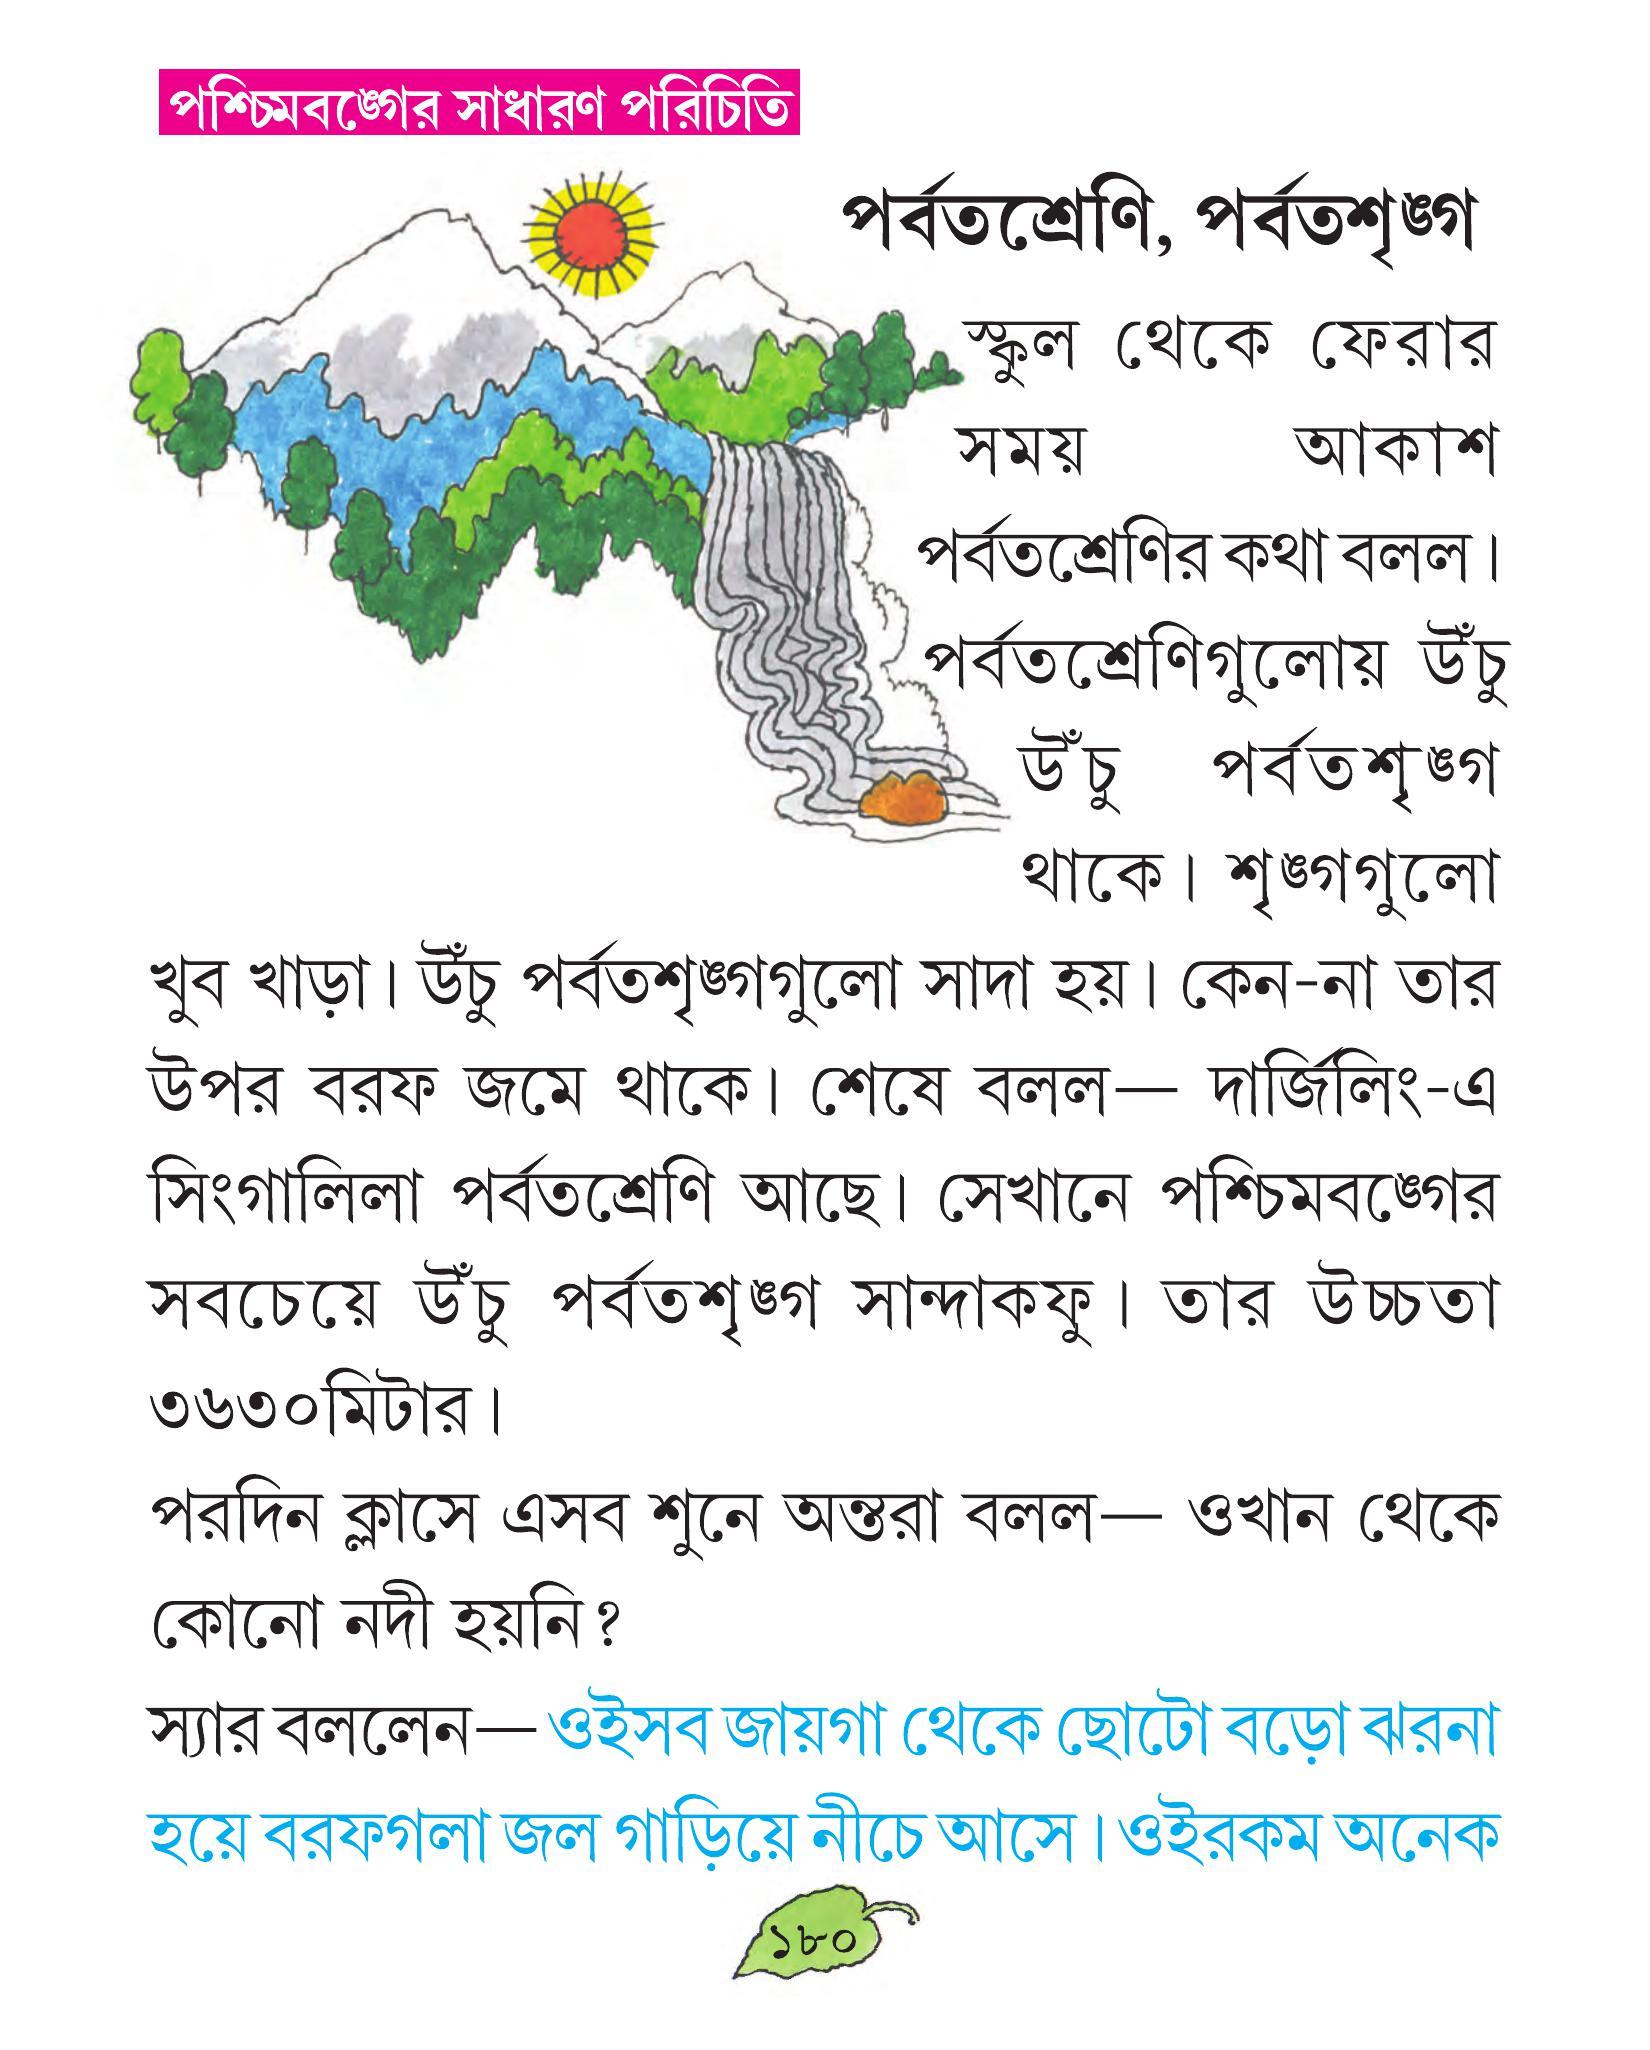 পশ্চিমবঙ্গের সাধারণ পরিচিতি
পর্বতশ্রেণি, পর্বতশৃঙ্গ
স্কুল থেকে ফেরার
সময় আকাশ
পর্বতশ্রেণির কথা বলল।
পর্বতশ্রেণিগুলোয় উঁচু
উঁচু পর্বতশৃঙ্গ
থাকে। শৃঙ্গগুলো
খুব খাড়া। উঁচু পর্বতশৃঙ্গগুলো সাদা হয়। কেন-না তার
উপর বরফ জমে থাকে। শেষে বলল— দার্জিলিং-এ
সিংগালিলা পর্বতশ্রেণি আছে। সেখানে পশ্চিমবঙ্গের
সবচেয়ে উঁচু পর্বতশৃঙ্গ সান্দাকফু। তার উচ্চতা
৩৬৩০মিটার।
পরদিন ক্লাসে এসব শুনে অন্তরা বলল— ওখান থেকে
কোনো নদী হয়নি?
স্যার বললেন— ওইসব জায়গা থেকে ছোটো বড়ো ঝরনা
হয়ে বরফগলা জল গাড়িয়ে নীচে আসে। ওইরকম অনেক
১৮০